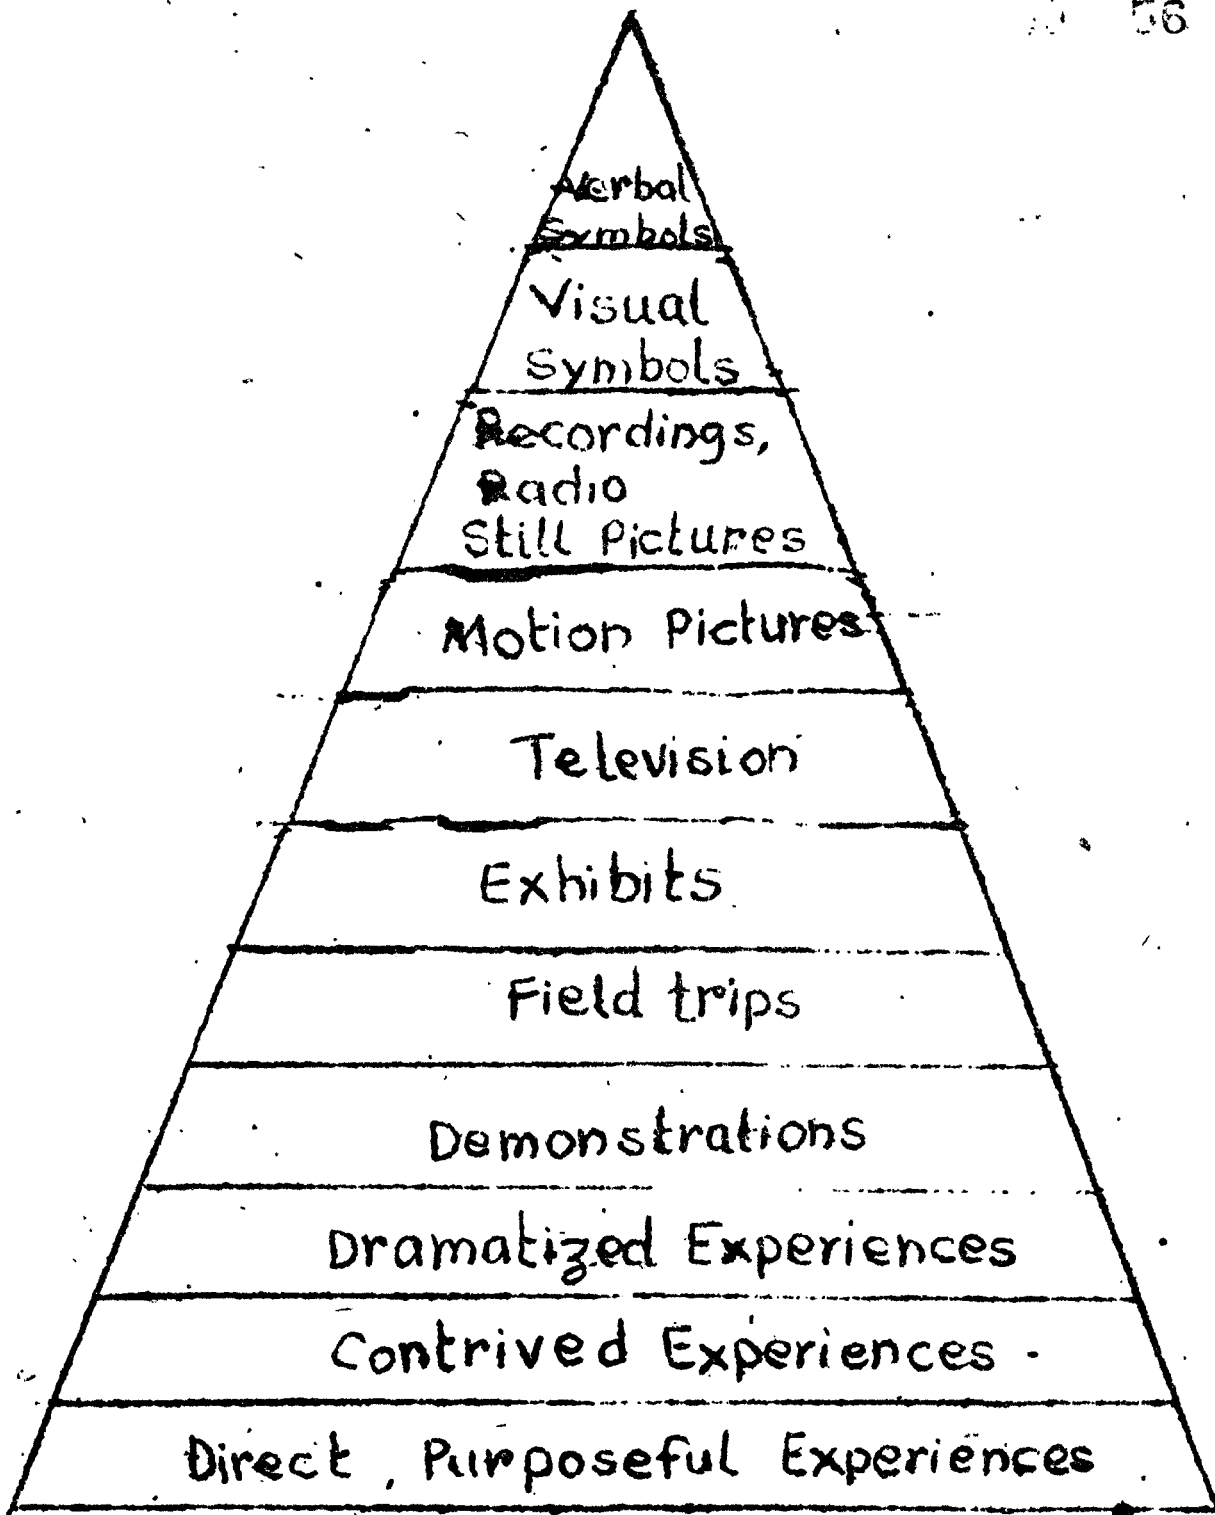 56
Verbal
Symbols
Visual
Symbols
Recordings,
Radio
Still Pictures
Motion Pictures
Television
Exhibits
Field trips
Demonstrations
Dramatized Experiences
Contrived Experiences
Direct, Purposeful Experiences